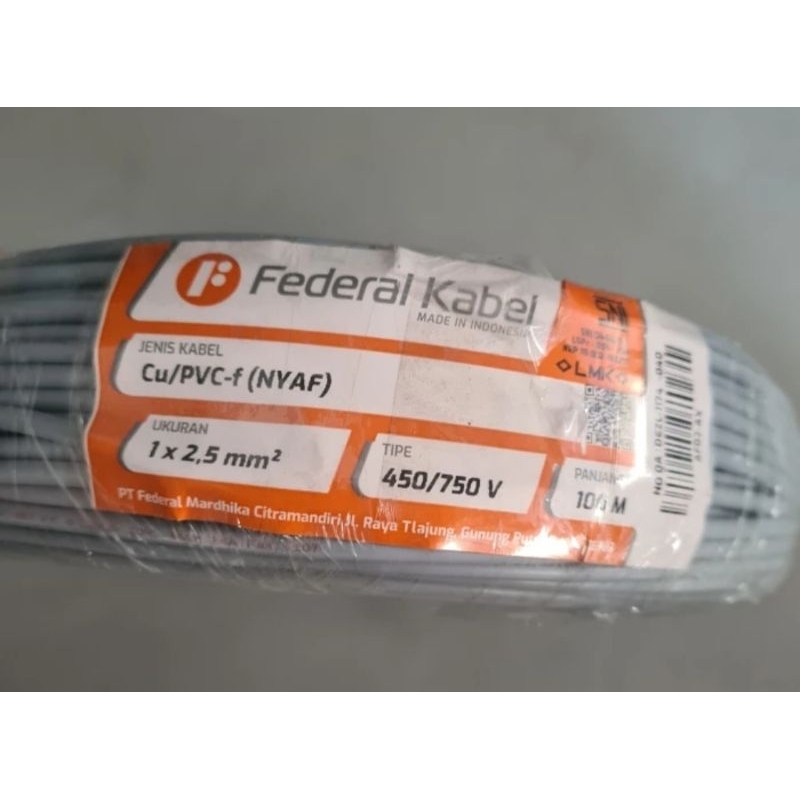 Federal Kabel
MADE IN INDONESIA
JENIS KABEL
Cu/PVC-f (NYAF)
LMK
UKURAN
1 x 2,5 mm²
TIPE
450/750 V
PANJANG
100 M
PT Federal Mardhika Citramandiri Jl. Raya Tlajung, Gunung